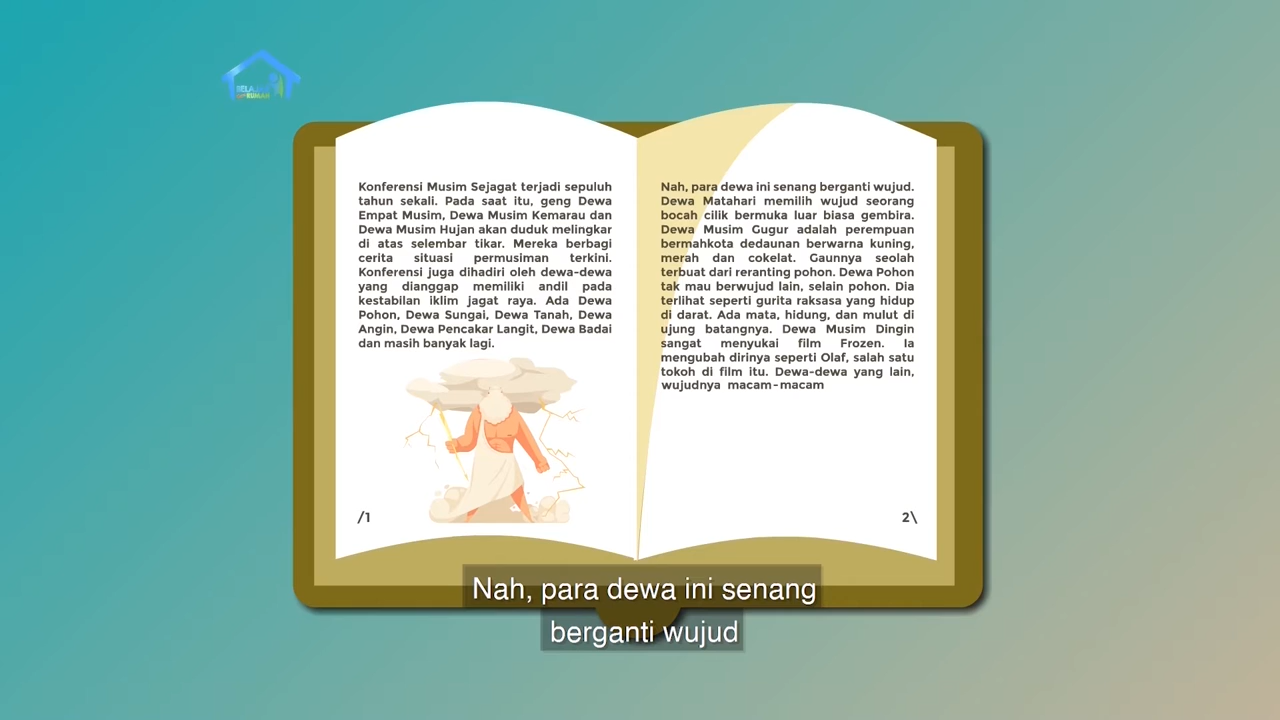 BELAJAR
DARI RUMAH
Konferensi Musim Sejagat terjadi sepuluh
tahun sekali. Pada saat itu, geng Dewa
Empat Musim, Dewa Musim Kemarau dan
Dewa Musim Hujan akan duduk melingkar
di atas selembar tikar. Mereka berbagi
cerita situasi permusiman terkini.
Konferensi juga dihadiri oleh dewa-dewa
yang dianggap memiliki andil pada
kestabilan iklim jagat raya. Ada Dewa
Pohon, Dewa Sungai, Dewa Tanah, Dewa
Angin, Dewa Pencakar Langit, Dewa Badai
dan masih banyak lagi.
/1
Nah, para dewa ini senang berganti wujud.
Dewa Matahari memilih wujud seorang
bocah cilik bermuka luar biasa gembira.
Dewa Musim Gugur adalah perempuan
bermahkota dedaunan berwarna kuning,
merah dan cokelat. Gaunnya seolah
terbuat dari reranting pohon. Dewa Pohon
tak mau berwujud lain, selain pohon. Dia
terlihat seperti gurita raksasa yang hidup
di darat. Ada mata, hidung, dan mulut di
ujung batangnya. Dewa Musim Dingin
sangat menyukai film Frozen. Ia
mengubah dirinya seperti Olaf, salah satu
tokoh di film itu. Dewa-dewa yang lain,
wujudnya macam-macam
2\
Nah, para dewa ini senang
berganti wujud